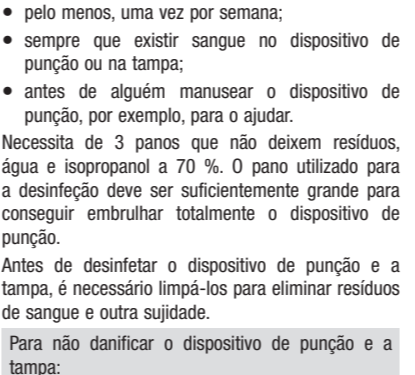 • pelo menos, uma vez por semana;
• sempre que existir sangue no dispositivo de
punção ou na tampa;
• antes de alguém manusear o dispositivo de
punção, por exemplo, para o ajudar.
Necessita de 3 panos que não deixem resíduos,
água e isopropanol a 70 %. O pano utilizado para
a desinfeção deve ser suficientemente grande para
conseguir embrulhar totalmente o dispositivo de
punção.
Antes de desinfetar o dispositivo de punção e a
tampa, é necessário limpá-los para eliminar resíduos
de sangue e outra sujidade.
Para não danificar o dispositivo de punção e a
tampa: